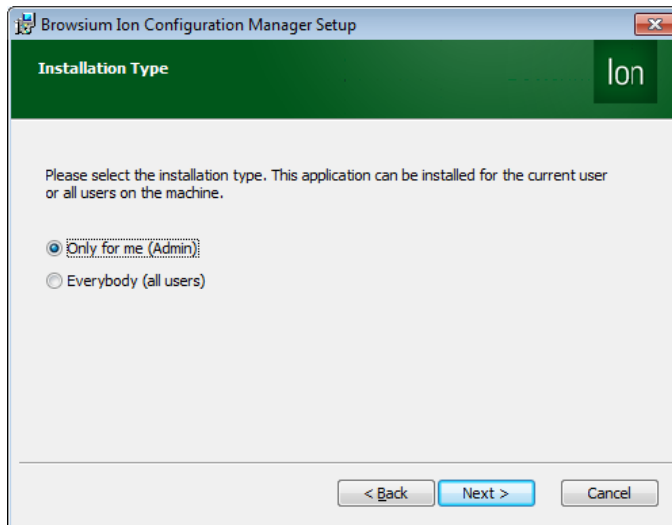 Browsium Ion Configuration Manager Setup
Installation Type
Ion
Please select the installation type. This application can be installed for the current user
or all users on the machine.
Only for me (Admin)
Everybody (all users)
< Back
Next >
Cancel